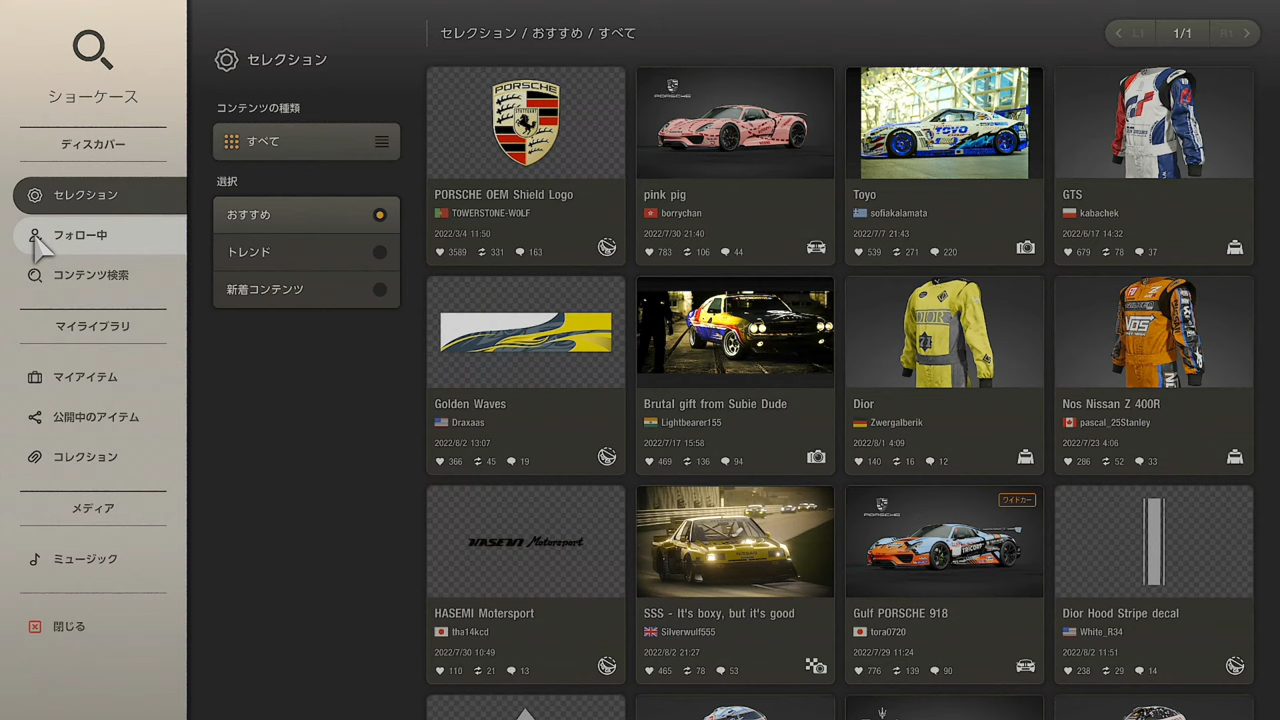 ショーケース
ディスカバー
セレクション
フォロー中
コンテンツ検索
マイライブラリ
マイアイテム
公開中のアイテム
コレクション
メディア
ミュージック
閉じる
セレクション
コンテンツの種類
すべて
選択
おすすめ
トレンド
新着コンテンツ
セレクション / おすすめ / すべて
L1 1/1 R1
PORSCHE
PORSCHE OEM Shield Logo
TOWERSTONE-WOLF
2022/3/4 11:50
3589 331 163
PORSCHE
pink pig
borrychan
2022/7/30 21:40
783 106 44
TOYO
Toyo
sofiakalamata
2022/7/7 21:43
539 271 220
GTS
kabachek
2022/6/17 14:32
679 78 37
Golden Waves
Draxaas
2022/8/2 13:07
366 45 19
Brutal gift from Subie Dude
Lightbearer155
2022/7/17 15:58
469 136 94
DIOR
Dior
Zwergalberik
2022/8/1 4:09
140 16 12
NOS
Nos Nissan Z 400R
pascal_25Stanley
2022/7/23 4:06
286 52 33
HASEMI Motorsport
HASEMI Motersport
tha14kcd
2022/7/30 10:49
110 21 13
SSS - It's boxy, but it's good
Silverwulf555
2022/8/2 21:27
465 78 53
PORSCHE
ワイドカー
Gulf PORSCHE 918
tora0720
2022/7/29 11:24
776 139 90
Dior Hood Stripe decal
White_R34
2022/8/2 11:51
238 29 14